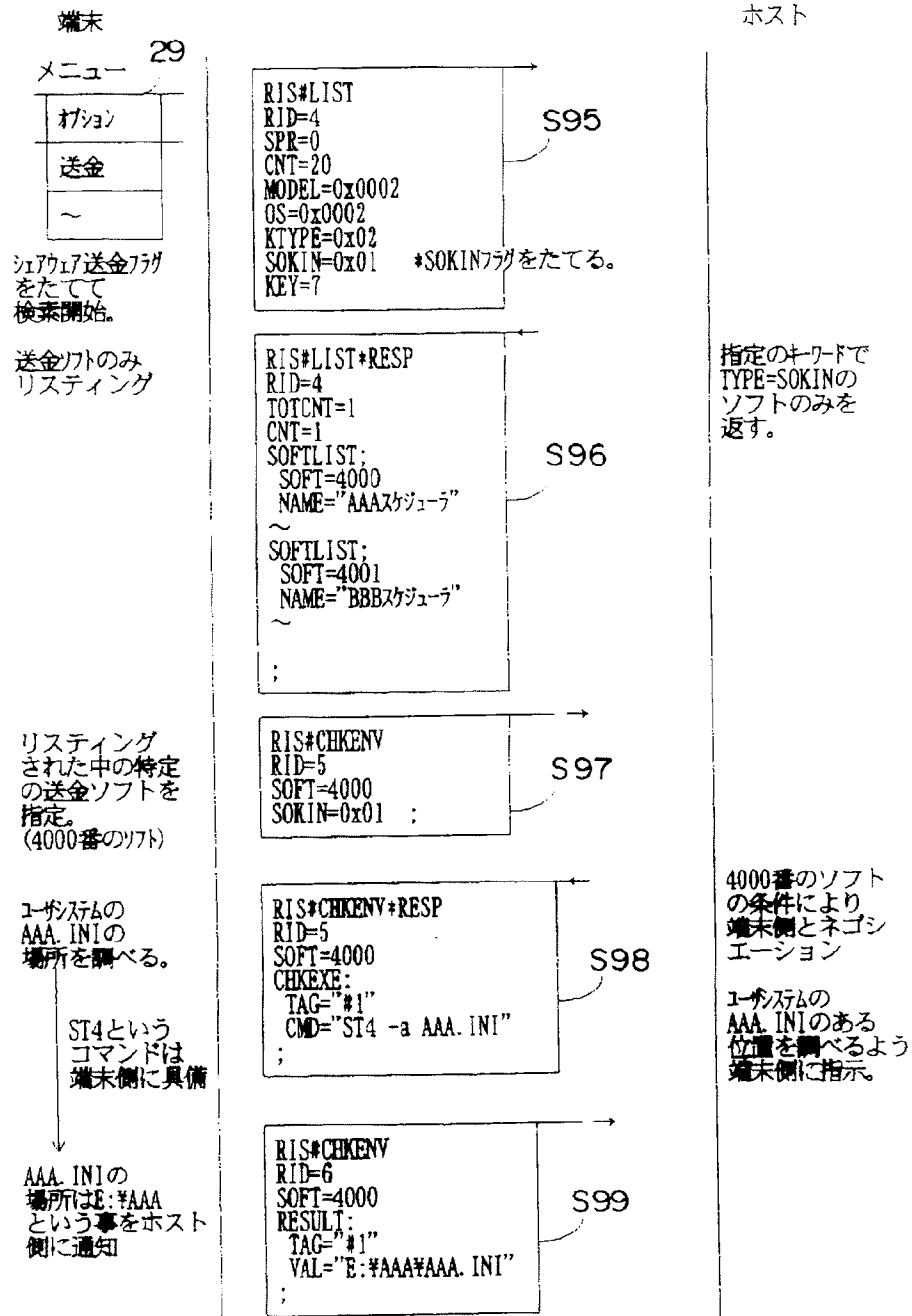 端末
ホスト
メニュー
29
オプション
送金
～
シェアウェア送金フラグ
をたてて
検索開始。
RIS#LIST
RID=4
SPR=0
CNT=20
MODEL=0x0002
OS=0x0002
KTYPE=0x02
SOKIN=0x01 *SOKINフラグをたてる。
KEY=7
S95
送金ソフトのみ
リスティング
RIS#LIST*RESP
RID=4
TOTCNT=1
CNT=1
SOFTLIST;
SOFT=4000
NAME="AAAスケジューラ"
～
SOFTLIST;
SOFT=4001
NAME="BBBスケジューラ"
～
;
S96
指定のキーワードで
TYPE=SOKINの
ソフトのみを
返す。
リスティング
された中の特定
の送金ソフトを
指定。
(4000番のソフト)
RIS#CHKENV
RID=5
SOFT=4000
SOKIN=0x01 ;
S97
ユーザシステムの
AAA.INIの
場所を調べる。
ST4という
コマンドは
端末側に具備
RIS#CHKENV*RESP
RID=5
SOFT=4000
CHKEXE:
TAG="#1"
CMD="ST4 -a AAA.INI"
;
S98
4000番のソフト
の条件により
端末側とネゴシ
エーション
ユーザシステムの
AAA.INIのある
位置を調べるよう
端末側に指示。
AAA.INIの
場所はE:¥AAA
という事をホスト
側に通知
RIS#CHKENV
RID=6
SOFT=4000
RESULT:
TAG="#1"
VAL="E:¥AAA¥AAA.INI"
;
S99